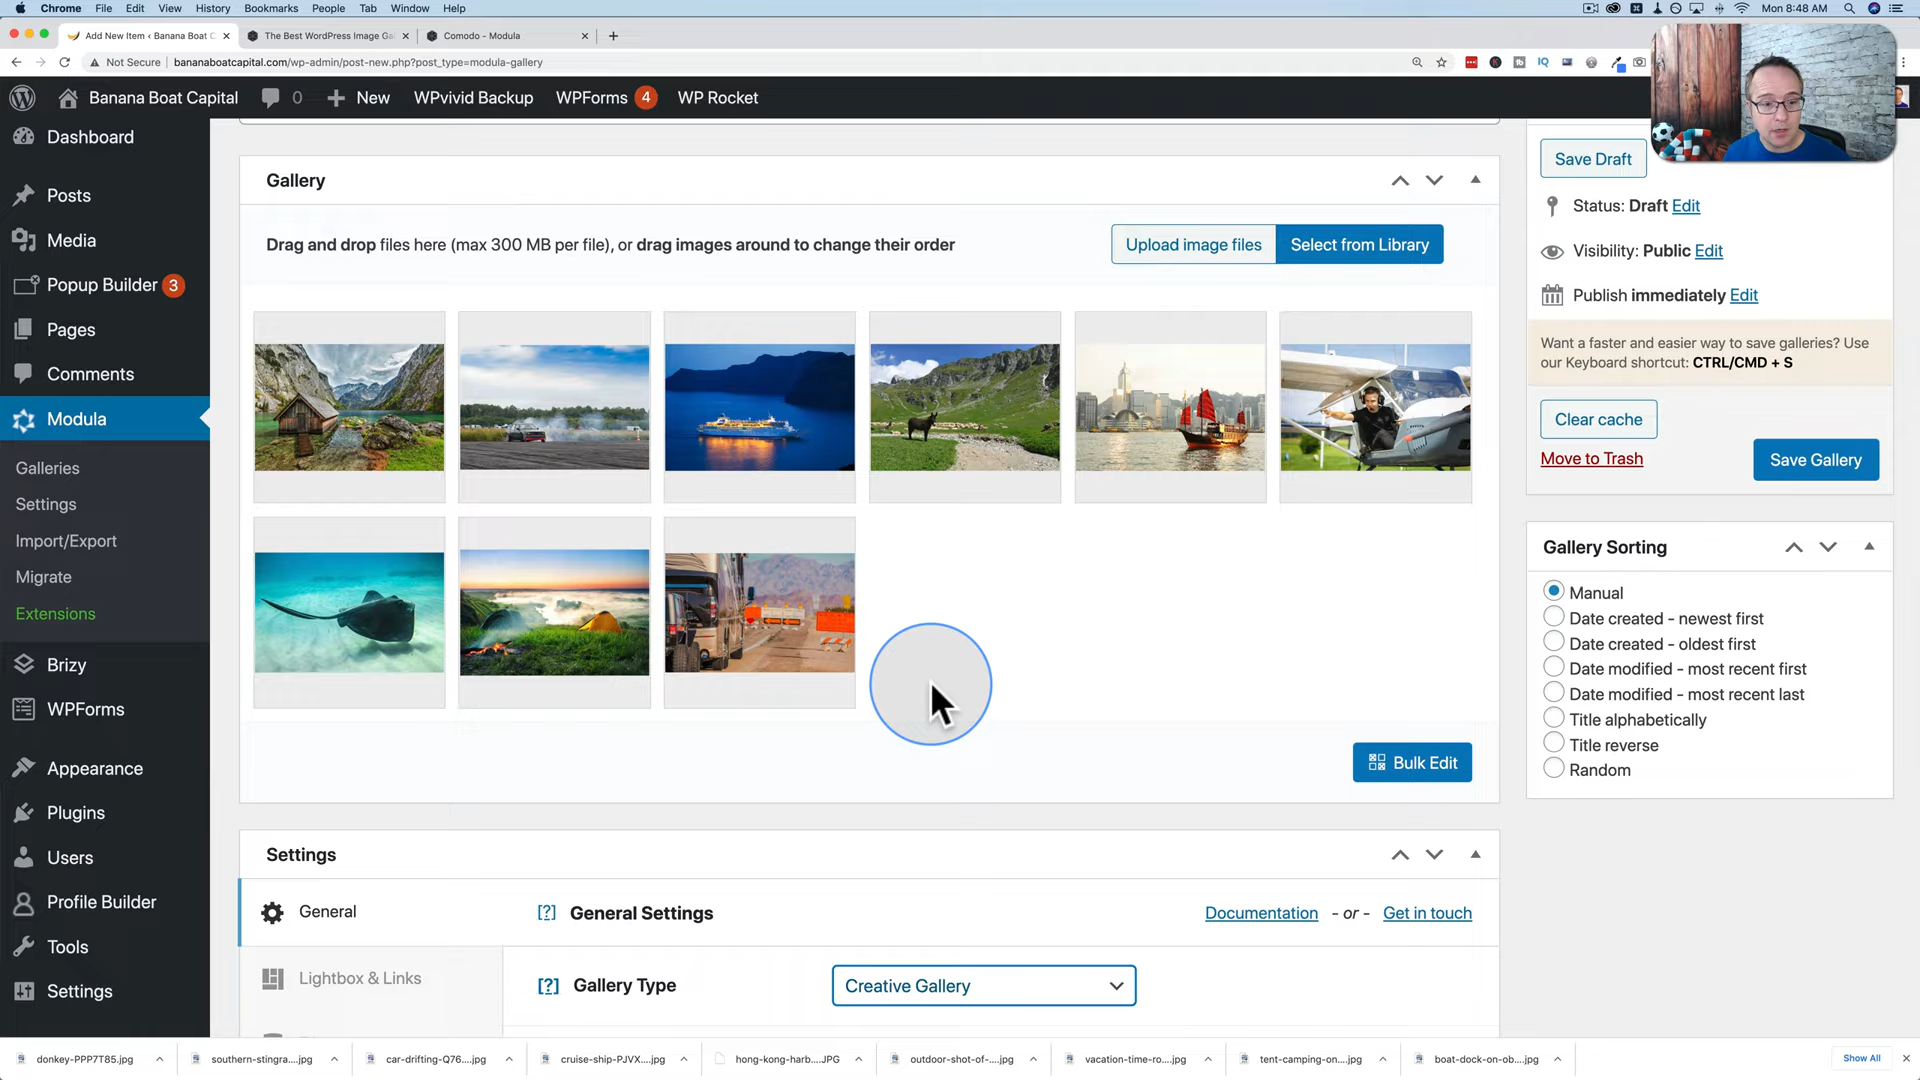 Chrome File Edit View History Bookmarks People Tab Window Help Mon 8:48 AM
Add New Item ‹ Banana Boat C The Best WordPress Image Ga Comodo - Modula
Not Secure bananaboatcapital.com/wp-admin/post-new.php?post_type=modula-gallery IQ
Banana Boat Capital 0 New WPvivid Backup WPForms 4 WP Rocket
Dashboard
Posts
Media
Popup Builder 3
Pages
Comments
Modula
Galleries
Settings
Import/Export
Migrate
Extensions
Brizy
WPForms
Appearance
Plugins
Users
Profile Builder
Tools
Settings
Gallery
Drag and drop files here (max 300 MB per file), or drag images around to change their order
Upload image files Select from Library
Bulk Edit
Settings
General
[?] General Settings Documentation - or - Get in touch
Lightbox & Links
[?] Gallery Type Creative Gallery
Save Draft
Status: Draft Edit
Visibility: Public Edit
Publish immediately Edit
Want a faster and easier way to save galleries? Use
our Keyboard shortcut: CTRL/CMD + S
Clear cache
Move to Trash Save Gallery
Gallery Sorting
Manual
Date created - newest first
Date created - oldest first
Date modified - most recent first
Date modified - most recent last
Title alphabetically
Title reverse
Random
donkey-PPP7T85.jpg southern-stingra....jpg car-drifting-Q76....jpg cruise-ship-PJVX....jpg hong-kong-harb....JPG outdoor-shot-of-....jpg vacation-time-ro....jpg tent-camping-on....jpg boat-dock-on-ob....jpg Show All